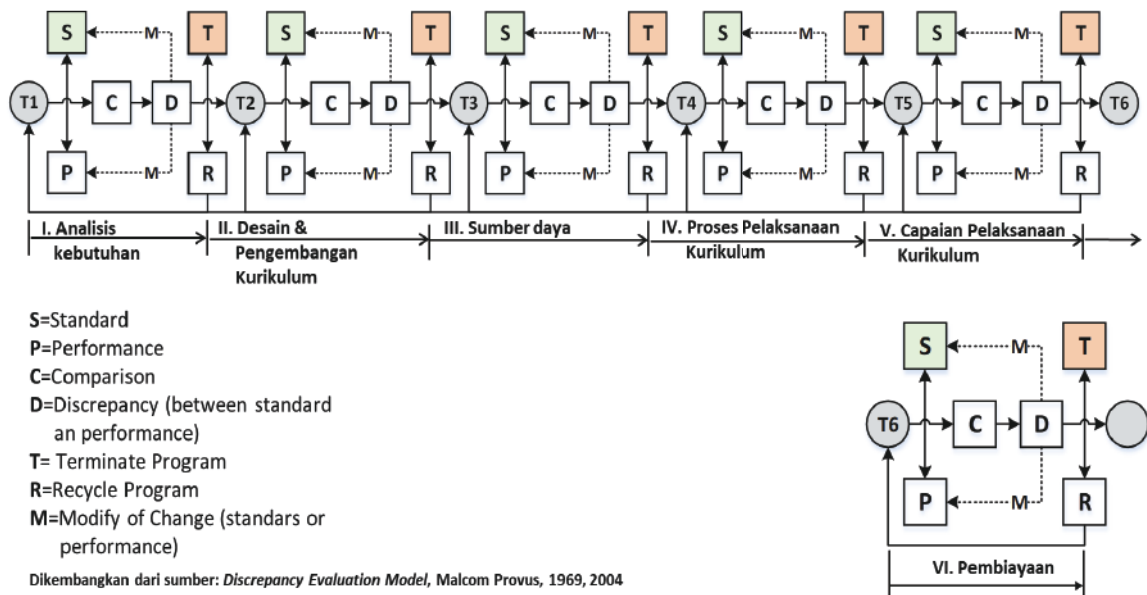 S M T S M T S M T S M T S M T
T1 C D T2 C D T3 C D T4 C D T5 C D T6
P M R P M R P M R P M R P M R
I. Analisis
kebutuhan
II. Desain &
Pengembangan
Kurikulum
III. Sumber daya
IV. Proses Pelaksanaan
Kurikulum
V. Capaian Pelaksanaan
Kurikulum
S=Standard
P=Performance
C=Comparison
D=Discrepancy (between standard
an performance)
T= Terminate Program
R=Recycle Program
M=Modify of Change (standars or
performance)
Dikembangkan dari sumber: Discrepancy Evaluation Model, Malcom Provus, 1969, 2004
S M T
T6 C D
P M R
VI. Pembiayaan